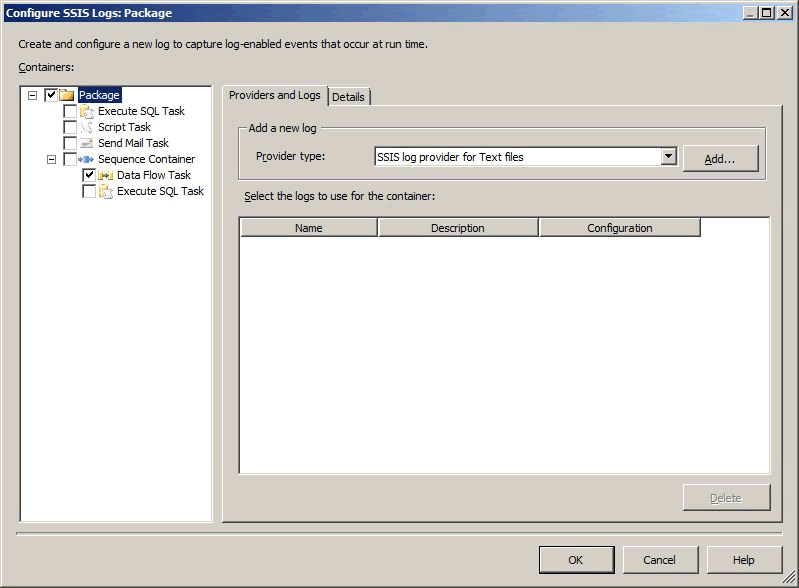 Configure SSIS Logs: Package
Create and configure a new log to capture log-enabled events that occur at run time.
Containers:
Package
Execute SQL Task
Script Task
Send Mail Task
Sequence Container
Data Flow Task
Execute SQL Task
Providers and Logs
Details
Add a new log
Provider type:
SSIS log provider for Text files
Add...
Select the logs to use for the container:
Name
Description
Configuration
Delete
OK
Cancel
Help